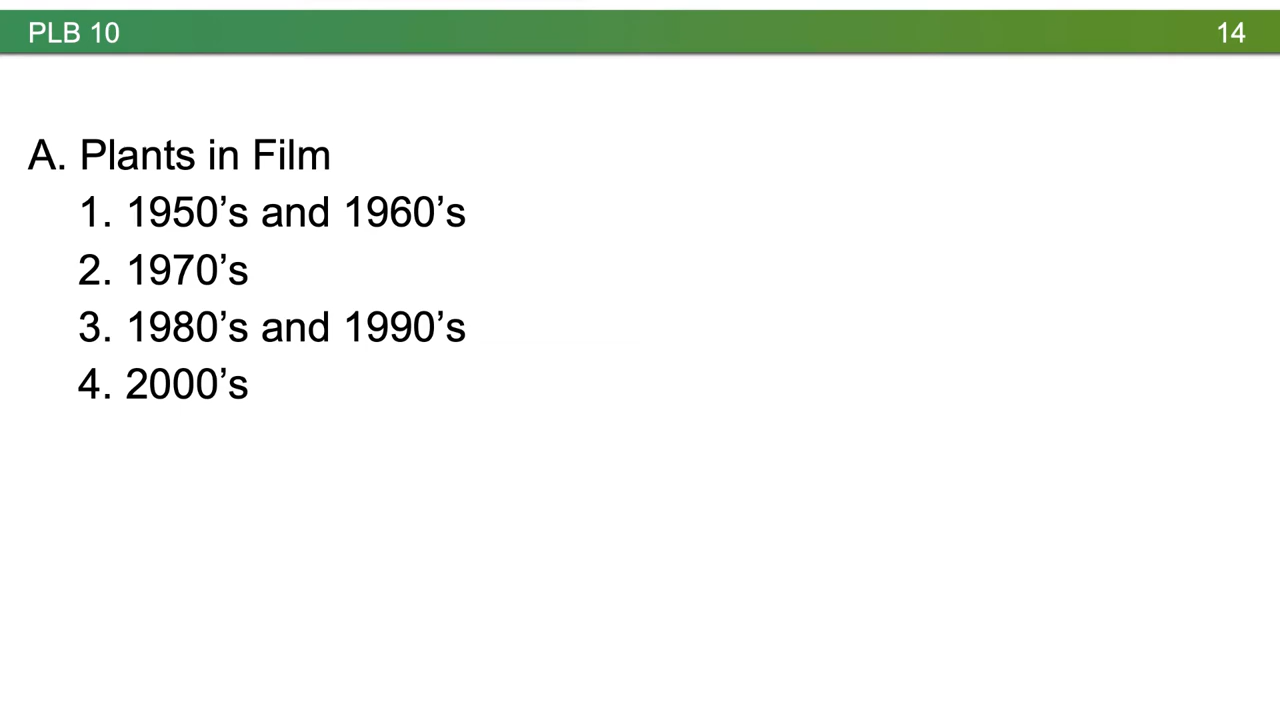 PLB 10
14
A. Plants in Film
1. 1950’s and 1960’s
2. 1970’s
3. 1980’s and 1990’s
4. 2000’s